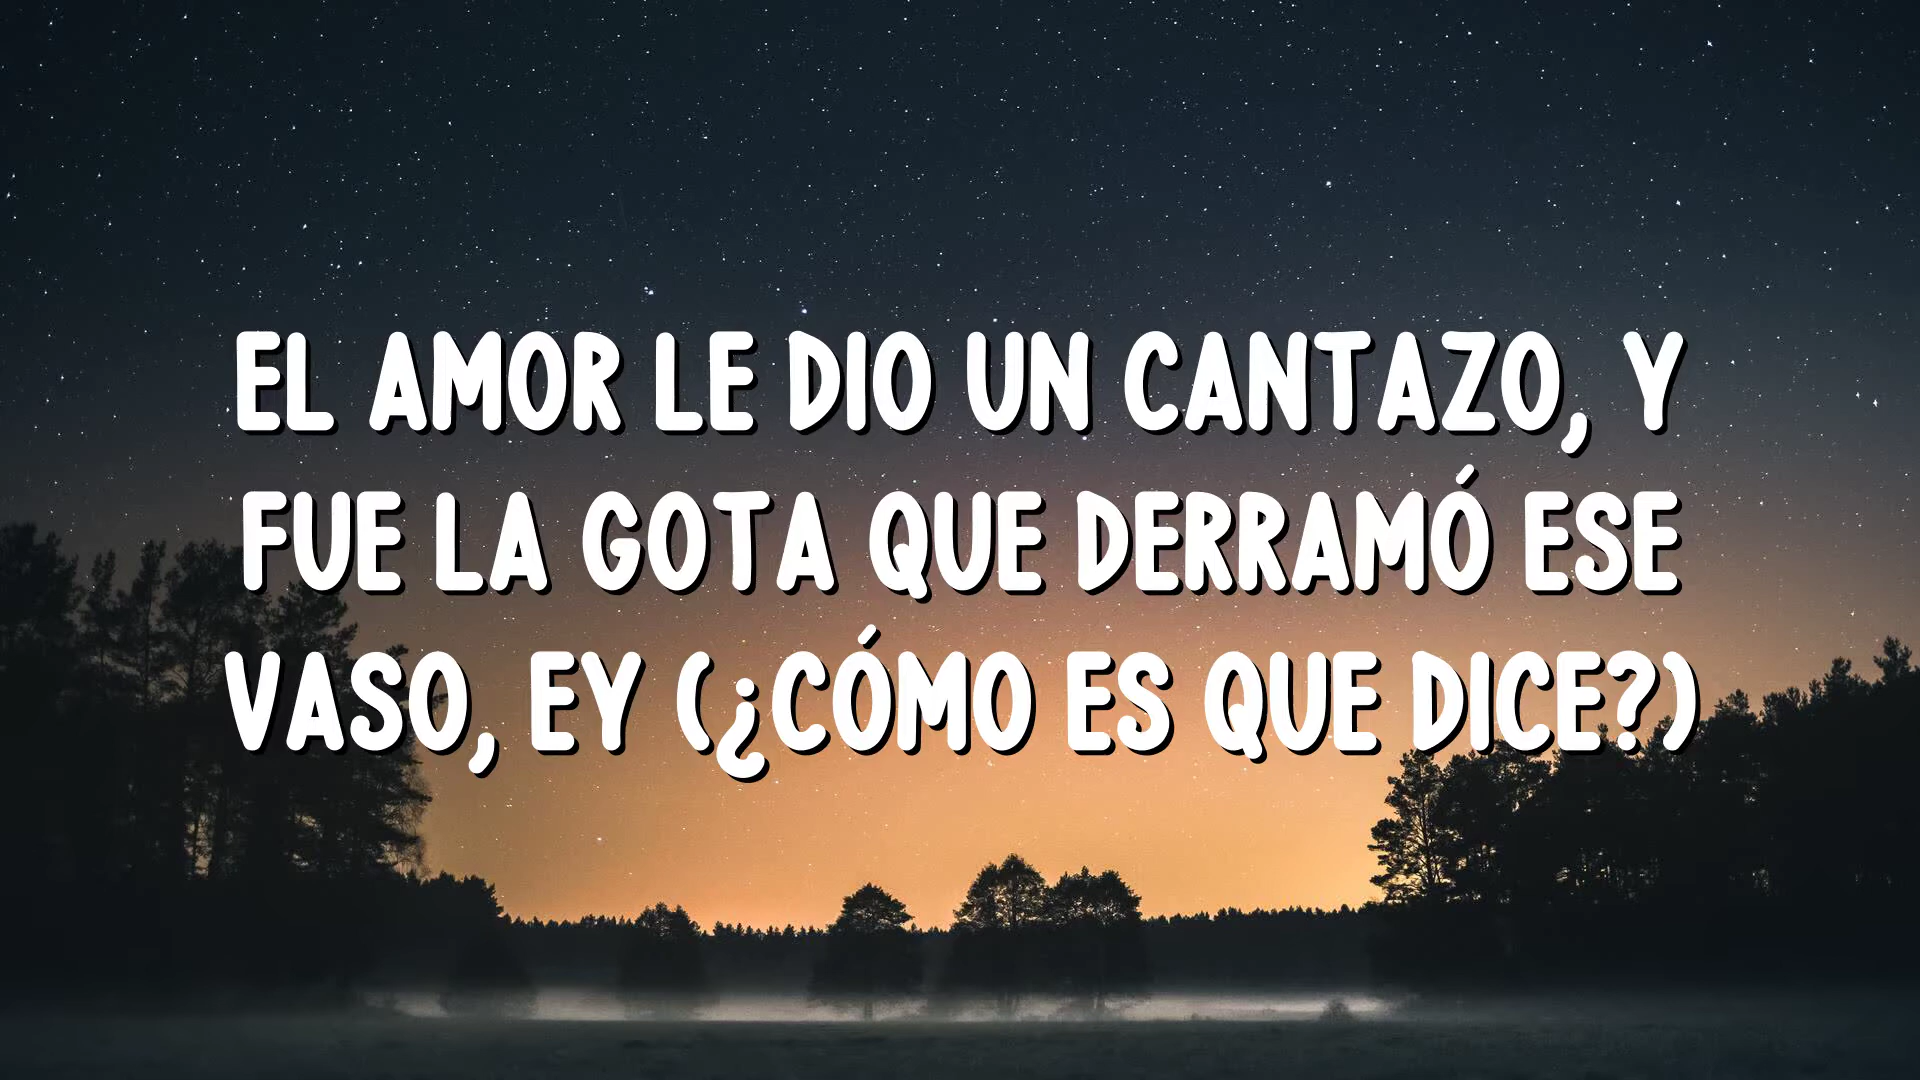 EL AMOR LE DIO UN CANTAZO, Y
FUE LA GOTA QUE DERRAMÓ ESE
VASO, EY (¿CÓMO ES QUE DICE?)